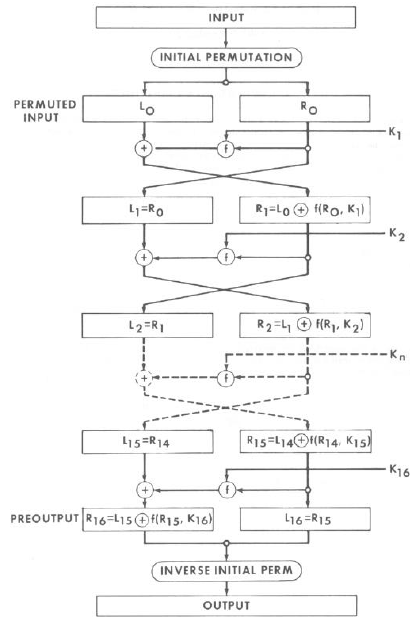 INPUT
INITIAL PERMUTATION
PERMUTED
INPUT
L0
R0
K1
+
f
L1=R0
R1=L0 ⊕ f(R0, K1)
K2
+
f
L2=R1
R2=L1 ⊕ f(R1, K2)
Kn
+
f
L15=R14
R15=L14⊕f(R14, K15)
K16
+
f
PREOUTPUT
R16=L15⊕f(R15, K16)
L16=R15
INVERSE INITIAL PERM
OUTPUT